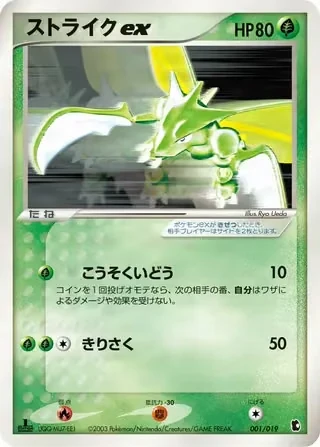 ストライクex HP80
たね
Illus.Ryo Ueda
ポケモンexがきぜつしたとき、
相手プレイヤーはサイドを2枚とります。
こうそくいどう 10
コインを1回投げオモテなら、次の相手の番、自分はワザに
よるダメージや効果を受けない。
きりさく 50
弱点 抵抗力 -30 にげる
©2003 Pokémon/Nintendo/Creatures/GAME FREAK
001/019